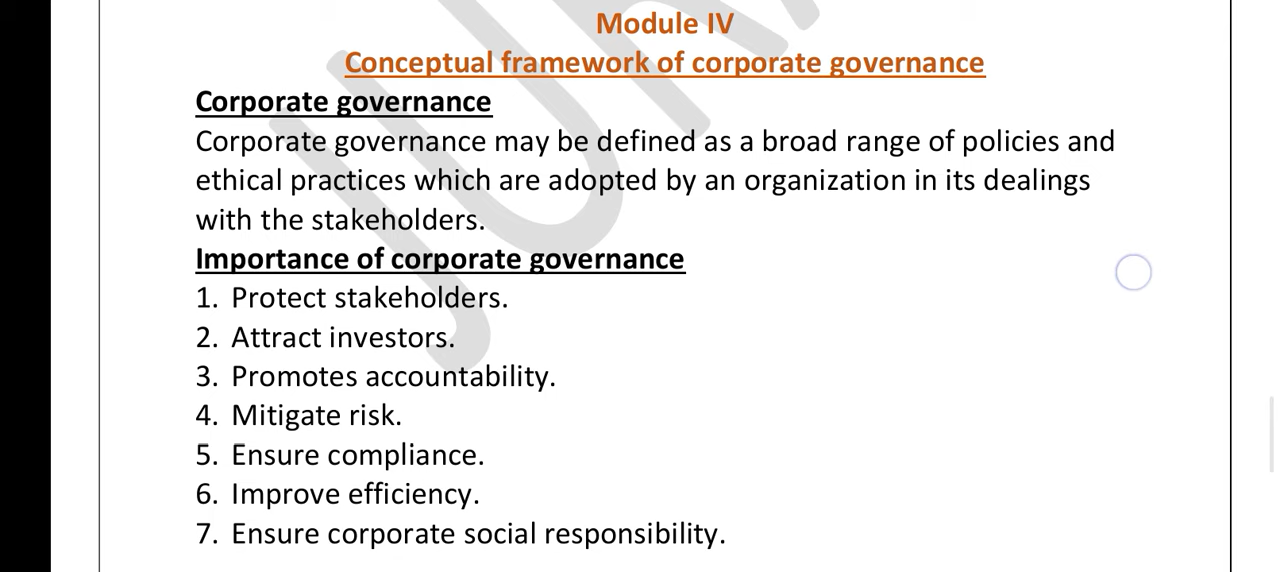 Module IV
Conceptual framework of corporate governance
Corporate governance
Corporate governance may be defined as a broad range of policies and
ethical practices which are adopted by an organization in its dealings
with the stakeholders.
Importance of corporate governance
1. Protect stakeholders.
2. Attract investors.
3. Promotes accountability.
4. Mitigate risk.
5. Ensure compliance.
6. Improve efficiency.
7. Ensure corporate social responsibility.